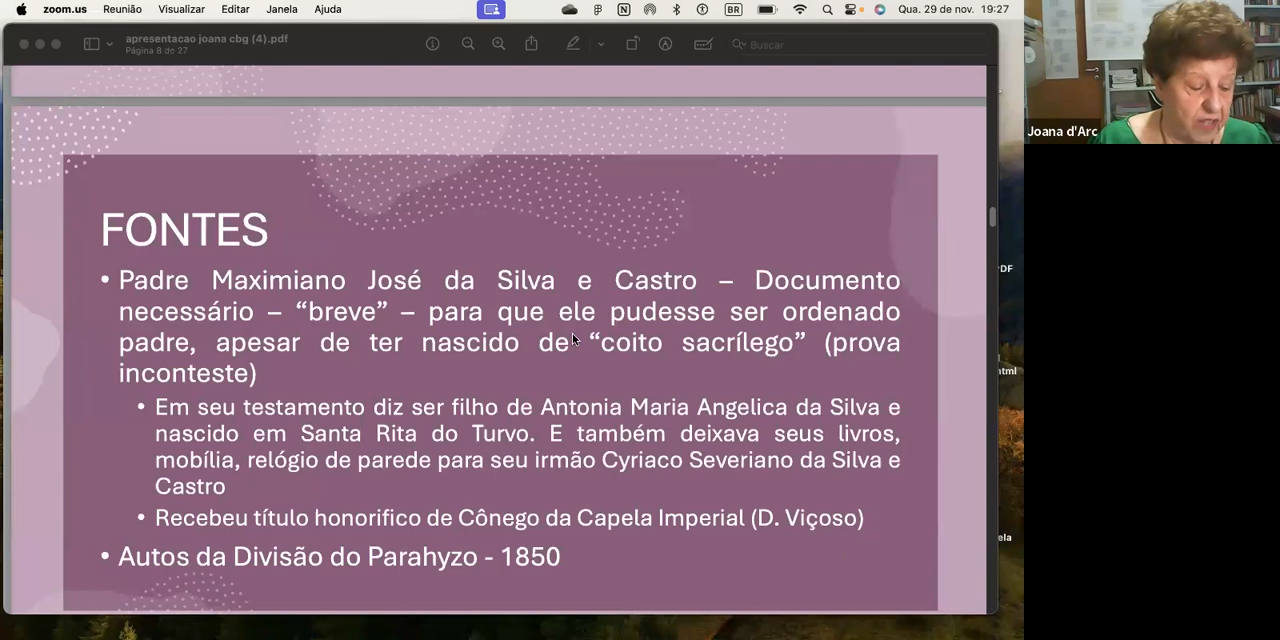 zoom.us Reunião Visualizar Editar Janela Ajuda BR Qua. 29 de nov. 19:27
apresentacao joana cbg (4).pdf
Página 8 de 27
Buscar
Joana d'Arc
FONTES
• Padre Maximiano José da Silva e Castro – Documento
necessário – “breve” – para que ele pudesse ser ordenado
padre, apesar de ter nascido de “coito sacrílego” (prova
inconteste)
• Em seu testamento diz ser filho de Antonia Maria Angelica da Silva e
nascido em Santa Rita do Turvo. E também deixava seus livros,
mobília, relógio de parede para seu irmão Cyriaco Severiano da Silva e
Castro
• Recebeu título honorifico de Cônego da Capela Imperial (D. Viçoso)
• Autos da Divisão do Parahyzo - 1850